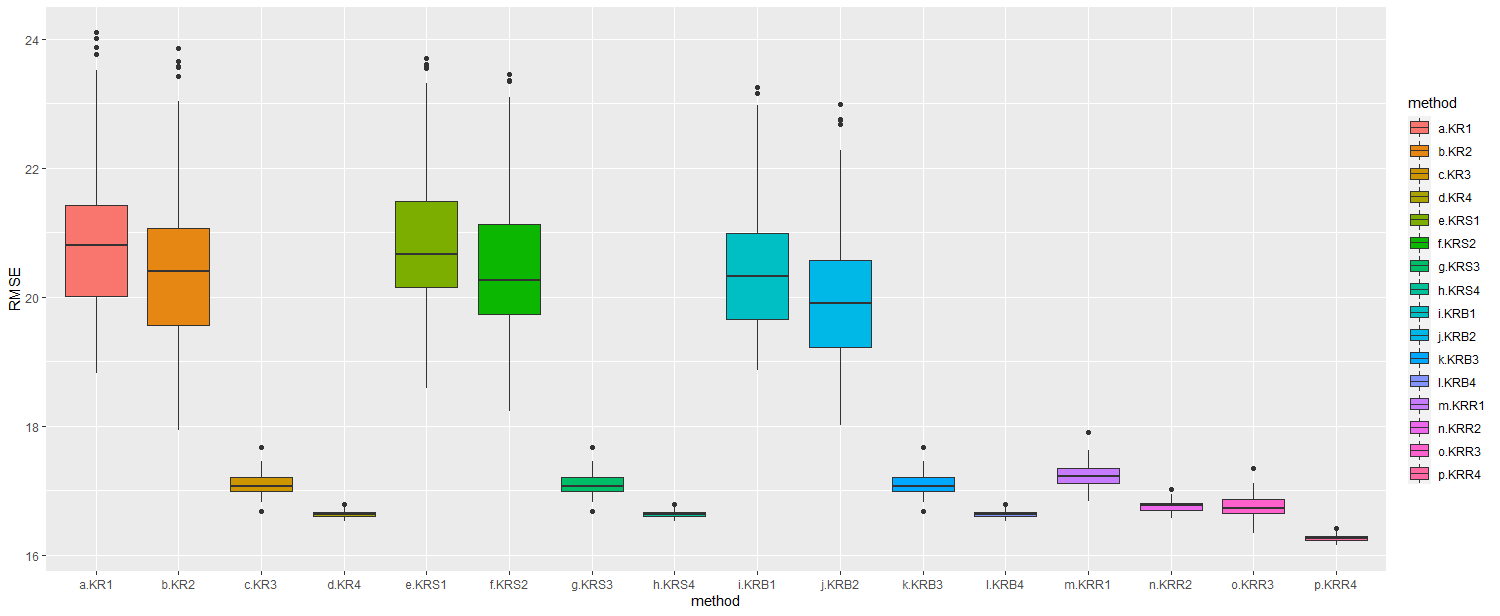 24
22
20
18
16
RMSE
a.KR1 b.KR2 c.KR3 d.KR4 e.KRS1 f.KRS2 g.KRS3 h.KRS4 i.KRB1 j.KRB2 k.KRB3 l.KRB4 m.KRR1 n.KRR2 o.KRR3 p.KRR4
method
method
a.KR1
b.KR2
c.KR3
d.KR4
e.KRS1
f.KRS2
g.KRS3
h.KRS4
i.KRB1
j.KRB2
k.KRB3
l.KRB4
m.KRR1
n.KRR2
o.KRR3
p.KRR4